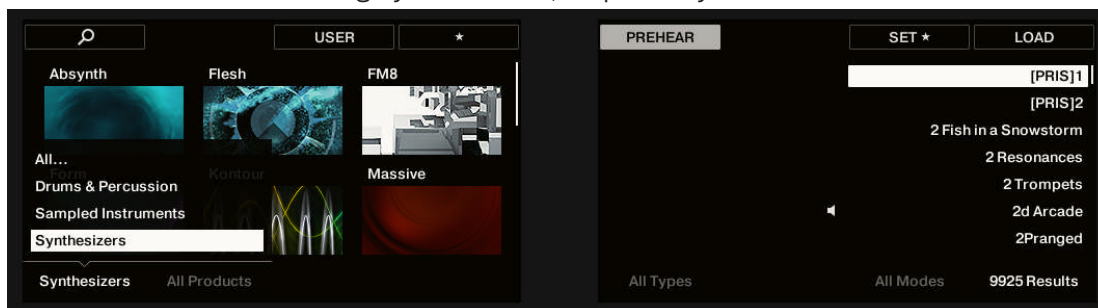 USER ★
Absynth Flesh FM8
All...
Form Kontour Massive
Drums & Percussion
Sampled Instruments
Synthesizers
Synthesizers All Products
PREHEAR SET ★ LOAD
[PRIS]1
[PRIS]2
2 Fish in a Snowstorm
2 Resonances
2 Trompets
2d Arcade
2Pranged
All Types All Modes 9925 Results